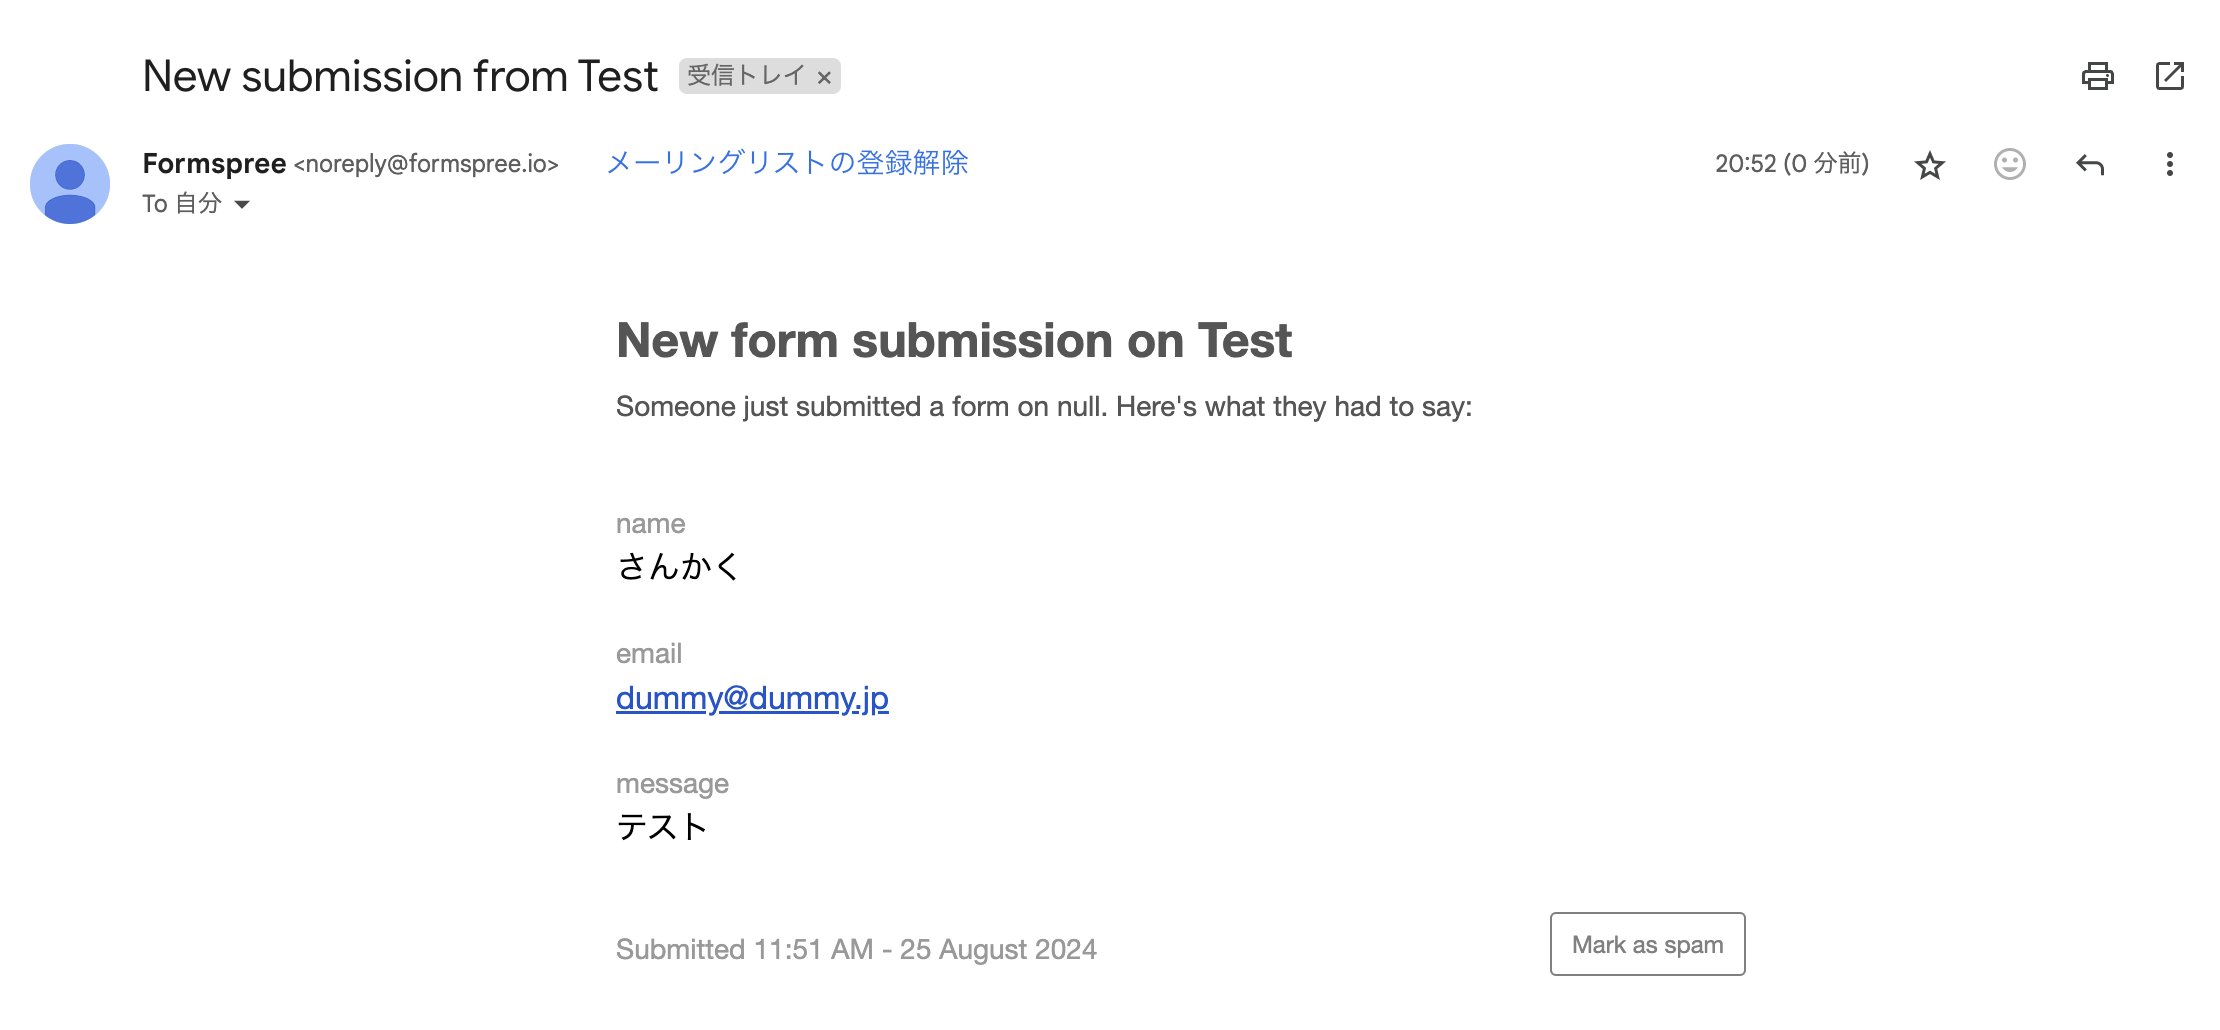 New submission from Test 受信トレイ ×
Formspree <noreply@formspree.io> メーリングリストの登録解除 20:52 (0 分前)
To 自分
New form submission on Test
Someone just submitted a form on null. Here's what they had to say:
name
さんかく
email
dummy@dummy.jp
message
テスト
Submitted 11:51 AM - 25 August 2024 Mark as spam